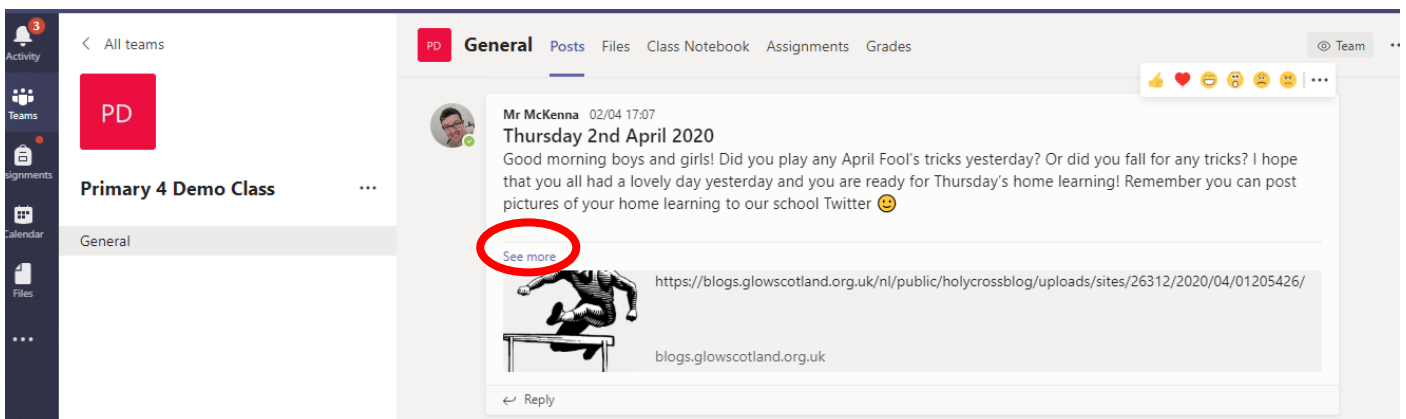 3
Activity
Teams
signments
Calendar
Files
All teams
PD
Primary 4 Demo Class
General
PD General Posts Files Class Notebook Assignments Grades
Team
Mr McKenna 02/04 17:07
Thursday 2nd April 2020
Good morning boys and girls! Did you play any April Fool's tricks yesterday? Or did you fall for any tricks? I hope
that you all had a lovely day yesterday and you are ready for Thursday's home learning! Remember you can post
pictures of your home learning to our school Twitter 🙂
See more
https://blogs.glowscotland.org.uk/nl/public/holycrossblog/uploads/sites/26312/2020/04/01205426/
blogs.glowscotland.org.uk
Reply